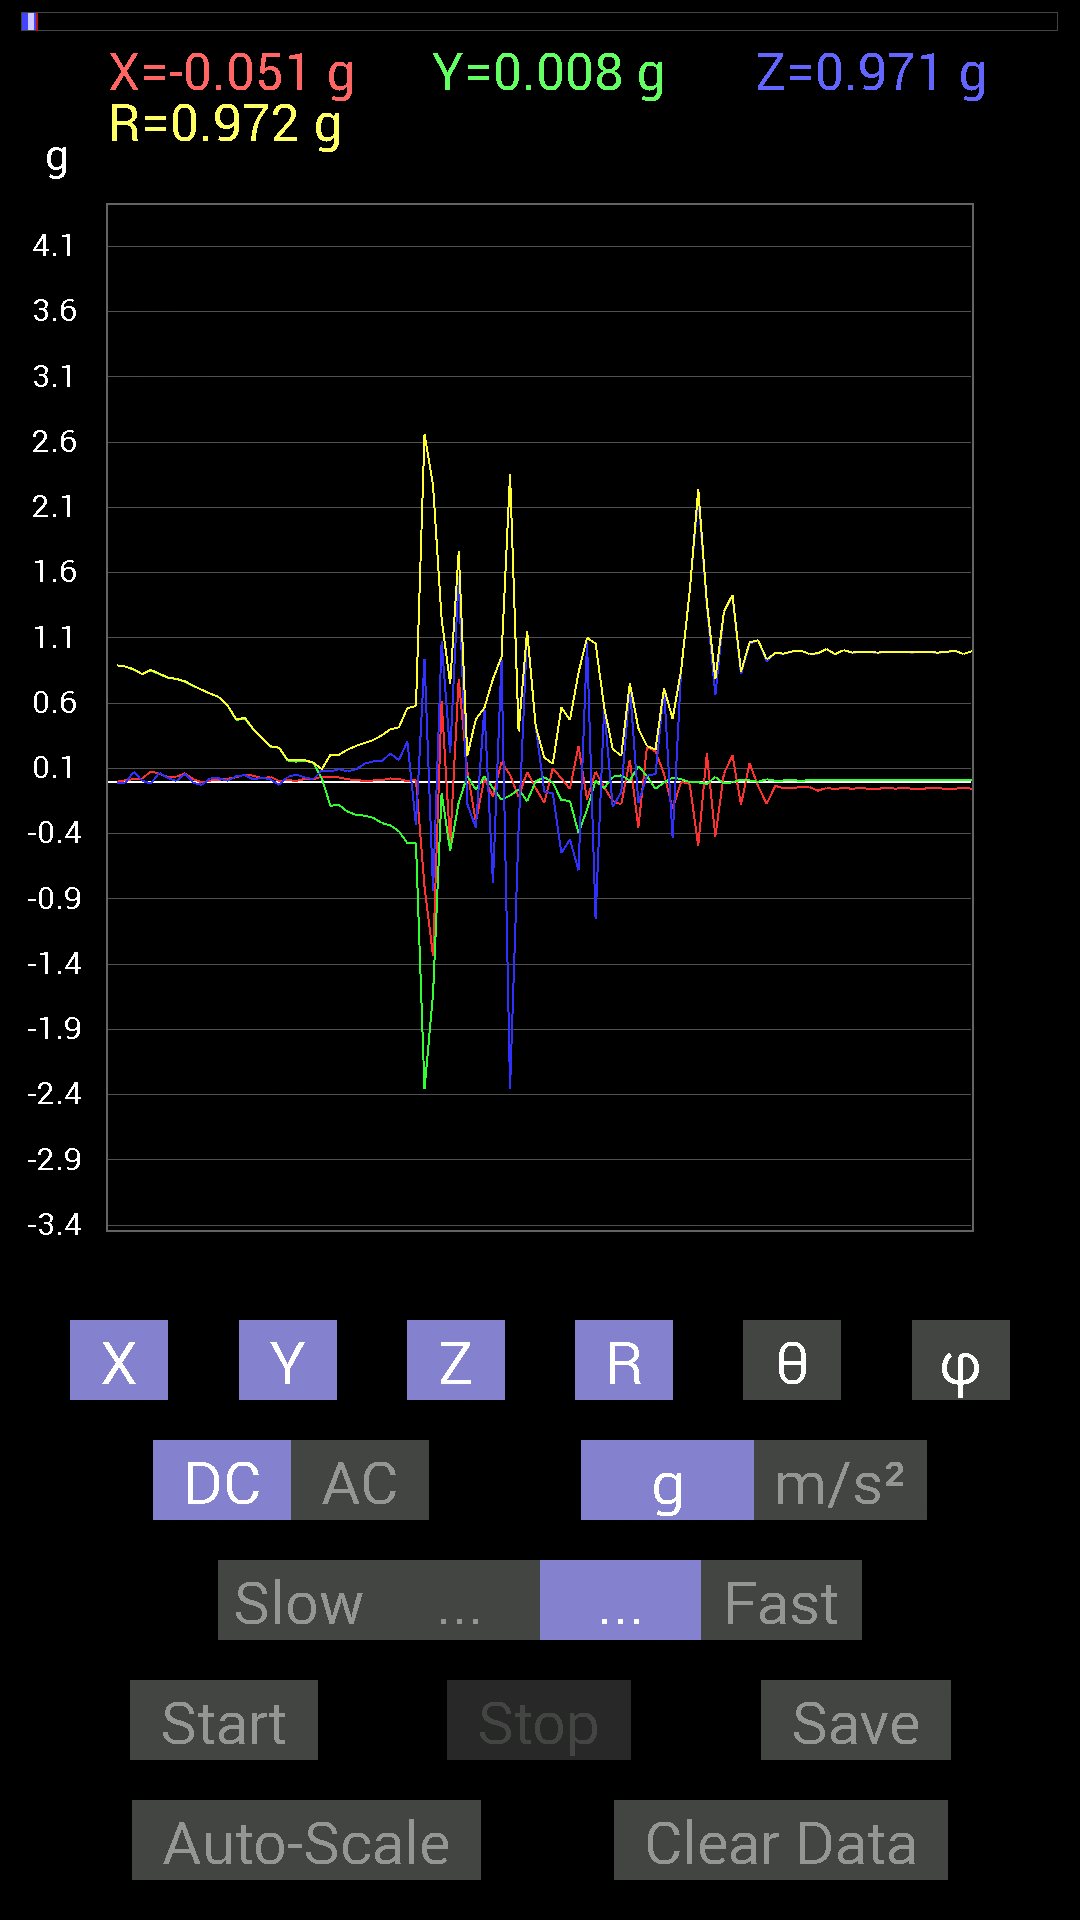 X=-0.051 g Y=0.008 g Z=0.971 g
R=0.972 g
g
4.1
3.6
3.1
2.6
2.1
1.6
1.1
0.6
0.1
-0.4
-0.9
-1.4
-1.9
-2.4
-2.9
-3.4
X Y Z R θ φ
DC AC g m/s²
Slow ... ... Fast
Start Stop Save
Auto-Scale Clear Data